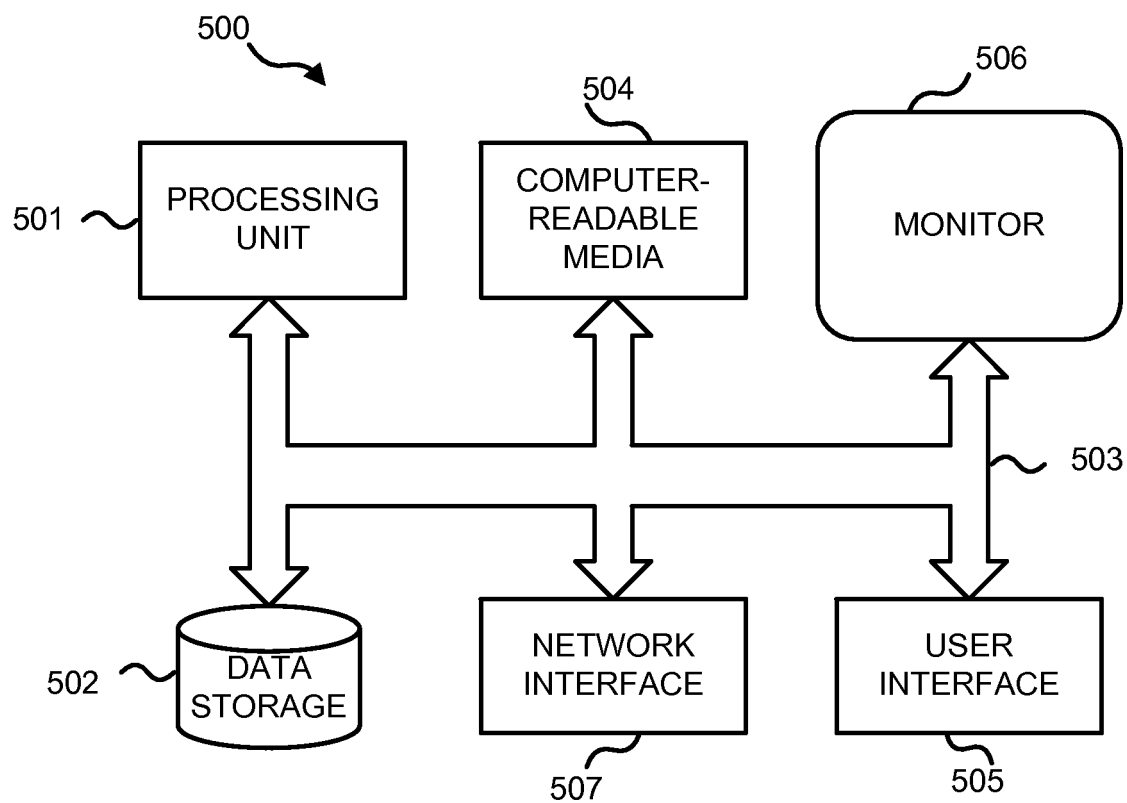 500
504
506
501
PROCESSING
UNIT
COMPUTER-
READABLE
MEDIA
MONITOR
503
502
DATA
STORAGE
NETWORK
INTERFACE
USER
INTERFACE
507
505